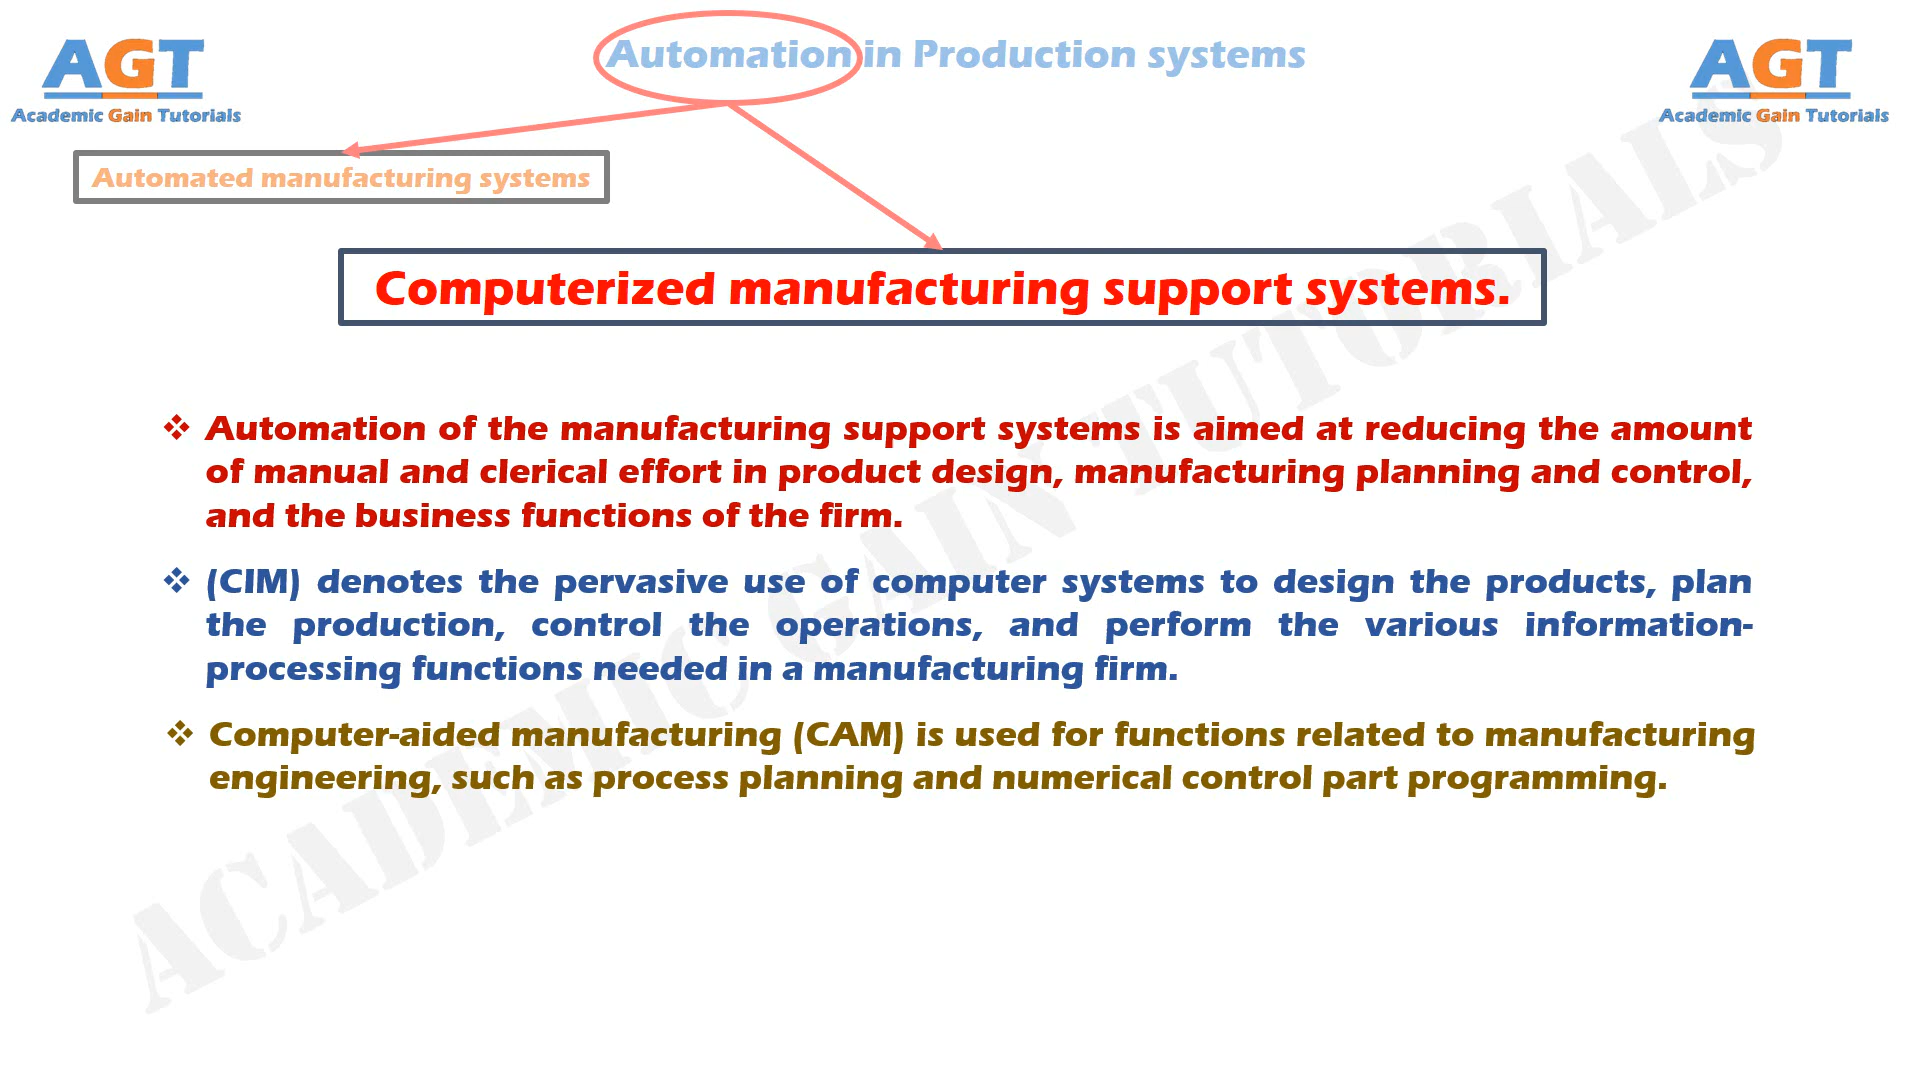 Automation in Production systems
AGT
Academic Gain Tutorials
AGT
Academic Gain Tutorials
Automated manufacturing systems
Computerized manufacturing support systems.
❖ Automation of the manufacturing support systems is aimed at reducing the amount
of manual and clerical effort in product design, manufacturing planning and control,
and the business functions of the firm.
❖ (CIM) denotes the pervasive use of computer systems to design the products, plan
the production, control the operations, and perform the various information-
processing functions needed in a manufacturing firm.
❖ Computer-aided manufacturing (CAM) is used for functions related to manufacturing
engineering, such as process planning and numerical control part programming.
ACADEMIC GAIN TUTORIALS